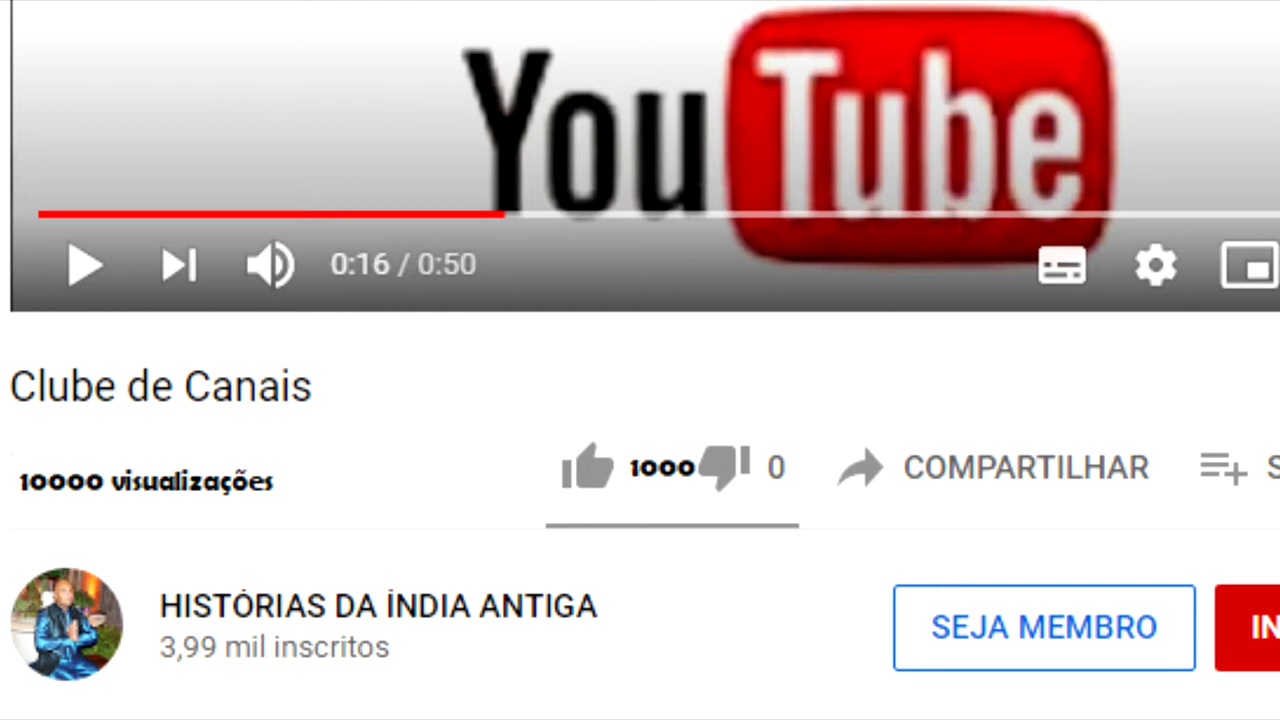 YouTube
0:16 / 0:50
Clube de Canais
10000 visualizações
1000 0 COMPARTILHAR
HISTÓRIAS DA ÍNDIA ANTIGA
3,99 mil inscritos
SEJA MEMBRO